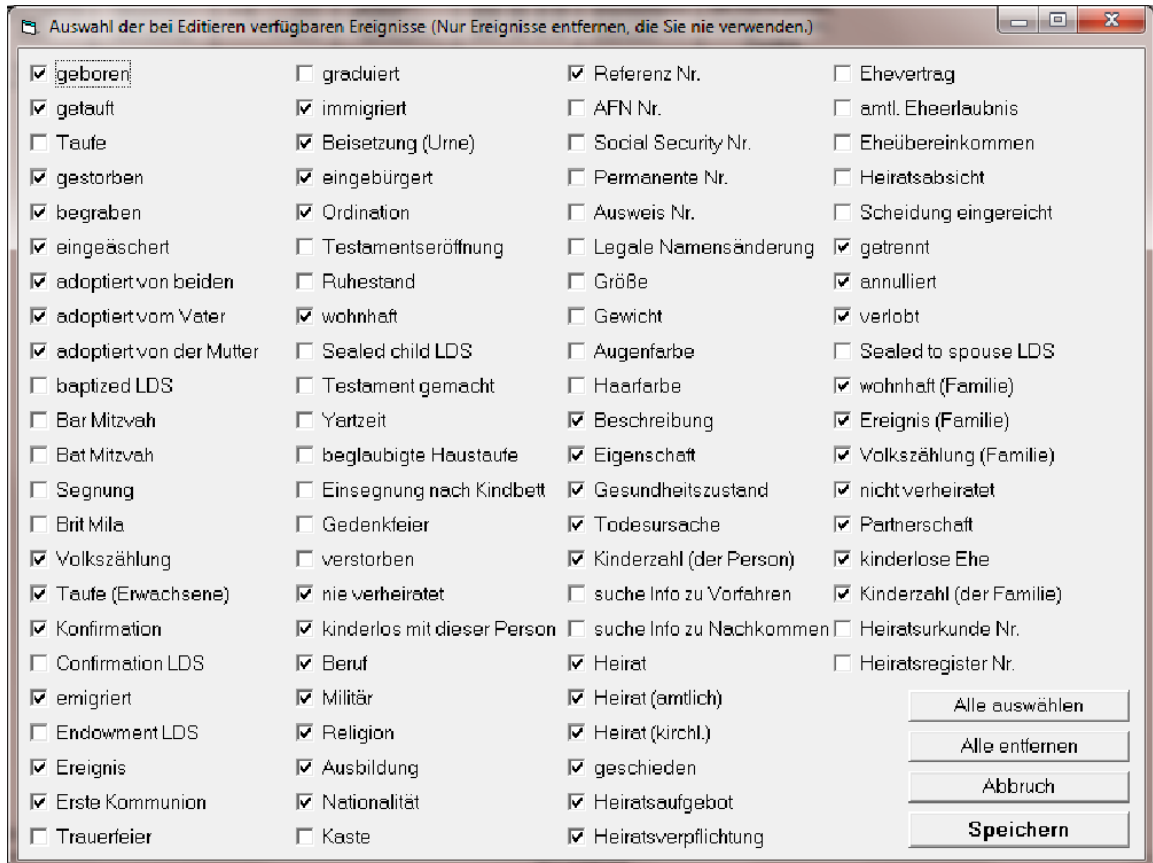 Auswahl der bei Editieren verfügbaren Ereignisse (Nur Ereignisse entfernen, die Sie nie verwenden.)
geboren
getauft
Taufe
gestorben
begraben
eingeäschert
adoptiert von beiden
adoptiert vom Vater
adoptiert von der Mutter
baptized LDS
Bar Mitzvah
Bat Mitzvah
Segnung
Brit Mila
Volkszählung
Taufe (Erwachsene)
Konfirmation
Confirmation LDS
emigriert
Endowment LDS
Ereignis
Erste Kommunion
Trauerfeier
graduiert
immigriert
Beisetzung (Urne)
eingebürgert
Ordination
Testamentseröffnung
Ruhestand
wohnhaft
Sealed child LDS
Testament gemacht
Yartzeit
beglaubigte Haustaufe
Einsegnung nach Kindbett
Gedenkfeier
verstorben
nie verheiratet
kinderlos mit dieser Person
Beruf
Militär
Religion
Ausbildung
Nationalität
Kaste
Referenz Nr.
AFN Nr.
Social Security Nr.
Permanente Nr.
Ausweis Nr.
Legale Namensänderung
Größe
Gewicht
Augenfarbe
Haarfarbe
Beschreibung
Eigenschaft
Gesundheitszustand
Todesursache
Kinderzahl (der Person)
suche Info zu Vorfahren
suche Info zu Nachkommen
Heirat
Heirat (amtlich)
Heirat (kirchl.)
geschieden
Heiratsaufgebot
Heiratsverpflichtung
Ehevertrag
amtl. Eheerlaubnis
Eheübereinkommen
Heiratsabsicht
Scheidung eingereicht
getrennt
annulliert
verlobt
Sealed to spouse LDS
wohnhaft (Familie)
Ereignis (Familie)
Volkszählung (Familie)
nicht verheiratet
Partnerschaft
kinderlose Ehe
Kinderzahl (der Familie)
Heiratsurkunde Nr.
Heiratsregister Nr.
Alle auswählen
Alle entfernen
Abbruch
Speichern